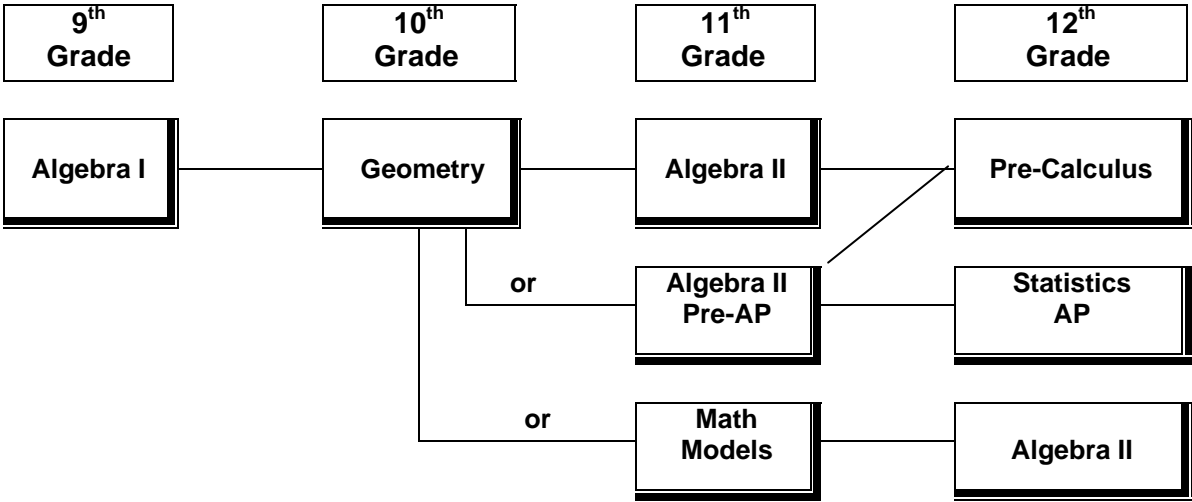 9th
Grade
10th
Grade
11th
Grade
12th
Grade
Algebra I
Geometry
Algebra II
Pre-Calculus
or
Algebra II
Pre-AP
Statistics
AP
or
Math
Models
Algebra II